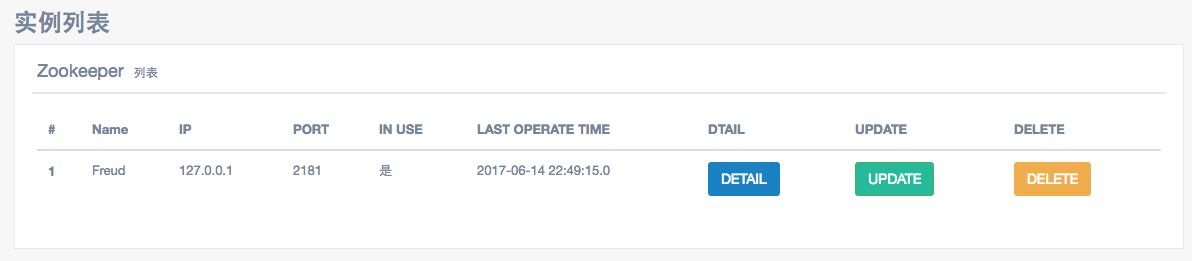 实例列表
Zookeeper 列表
# Name IP PORT IN USE LAST OPERATE TIME DTAIL UPDATE DELETE
1 Freud 127.0.0.1 2181 是 2017-06-14 22:49:15.0 DETAIL UPDATE DELETE